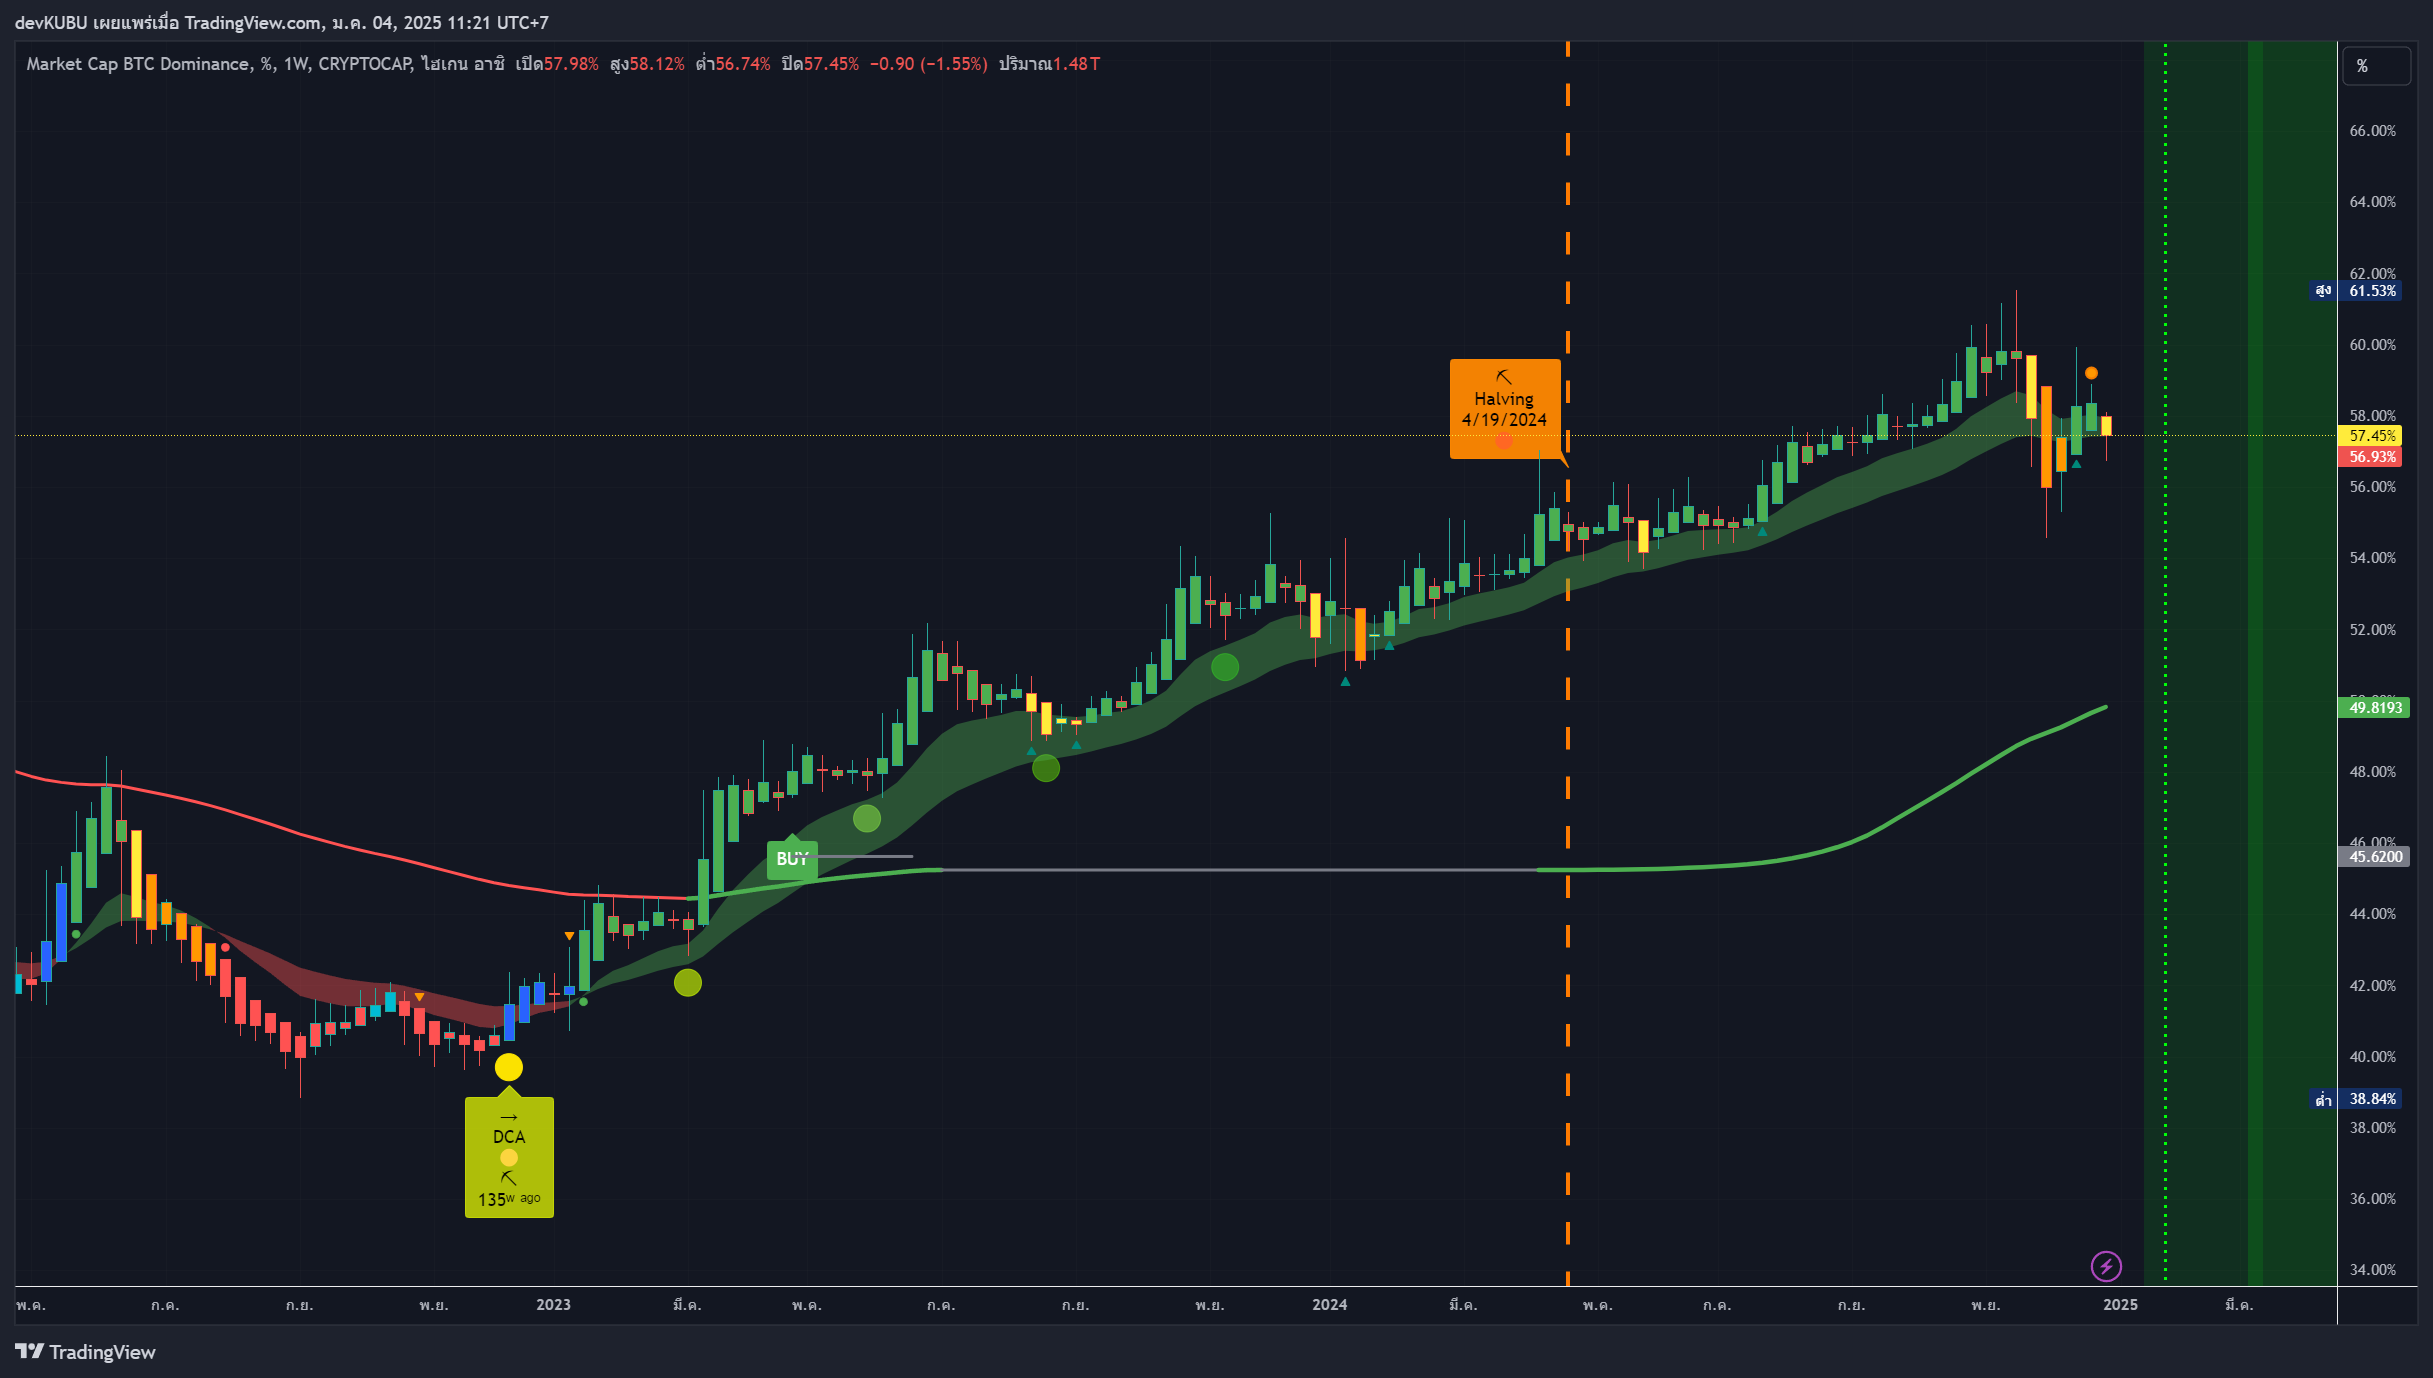 devKUBU เผยแพร่เมื่อ TradingView.com, ม.ค. 04, 2025 11:21 UTC+7
Market Cap BTC Dominance, %, 1W, CRYPTOCAP, ไฮเกน อาชิ เปิด57.98% สูง58.12% ต่ำ56.74% ปิด57.45% −0.90 (−1.55%) ปริมาณ1.48T
%
66.00%
64.00%
62.00%
สูง 61.53%
60.00%
Halving
4/19/2024
58.00%
57.45%
56.93%
56.00%
54.00%
52.00%
49.8193
48.00%
46.00%
BUY
45.6200
44.00%
42.00%
40.00%
ต่ำ 38.84%
38.00%
→
DCA
135w ago
36.00%
34.00%
พ.ค. ก.ค. ก.ย. พ.ย. 2023 มี.ค. พ.ค. ก.ค. ก.ย. พ.ย. 2024 มี.ค. พ.ค. ก.ค. ก.ย. พ.ย. 2025 มี.ค.
TradingView